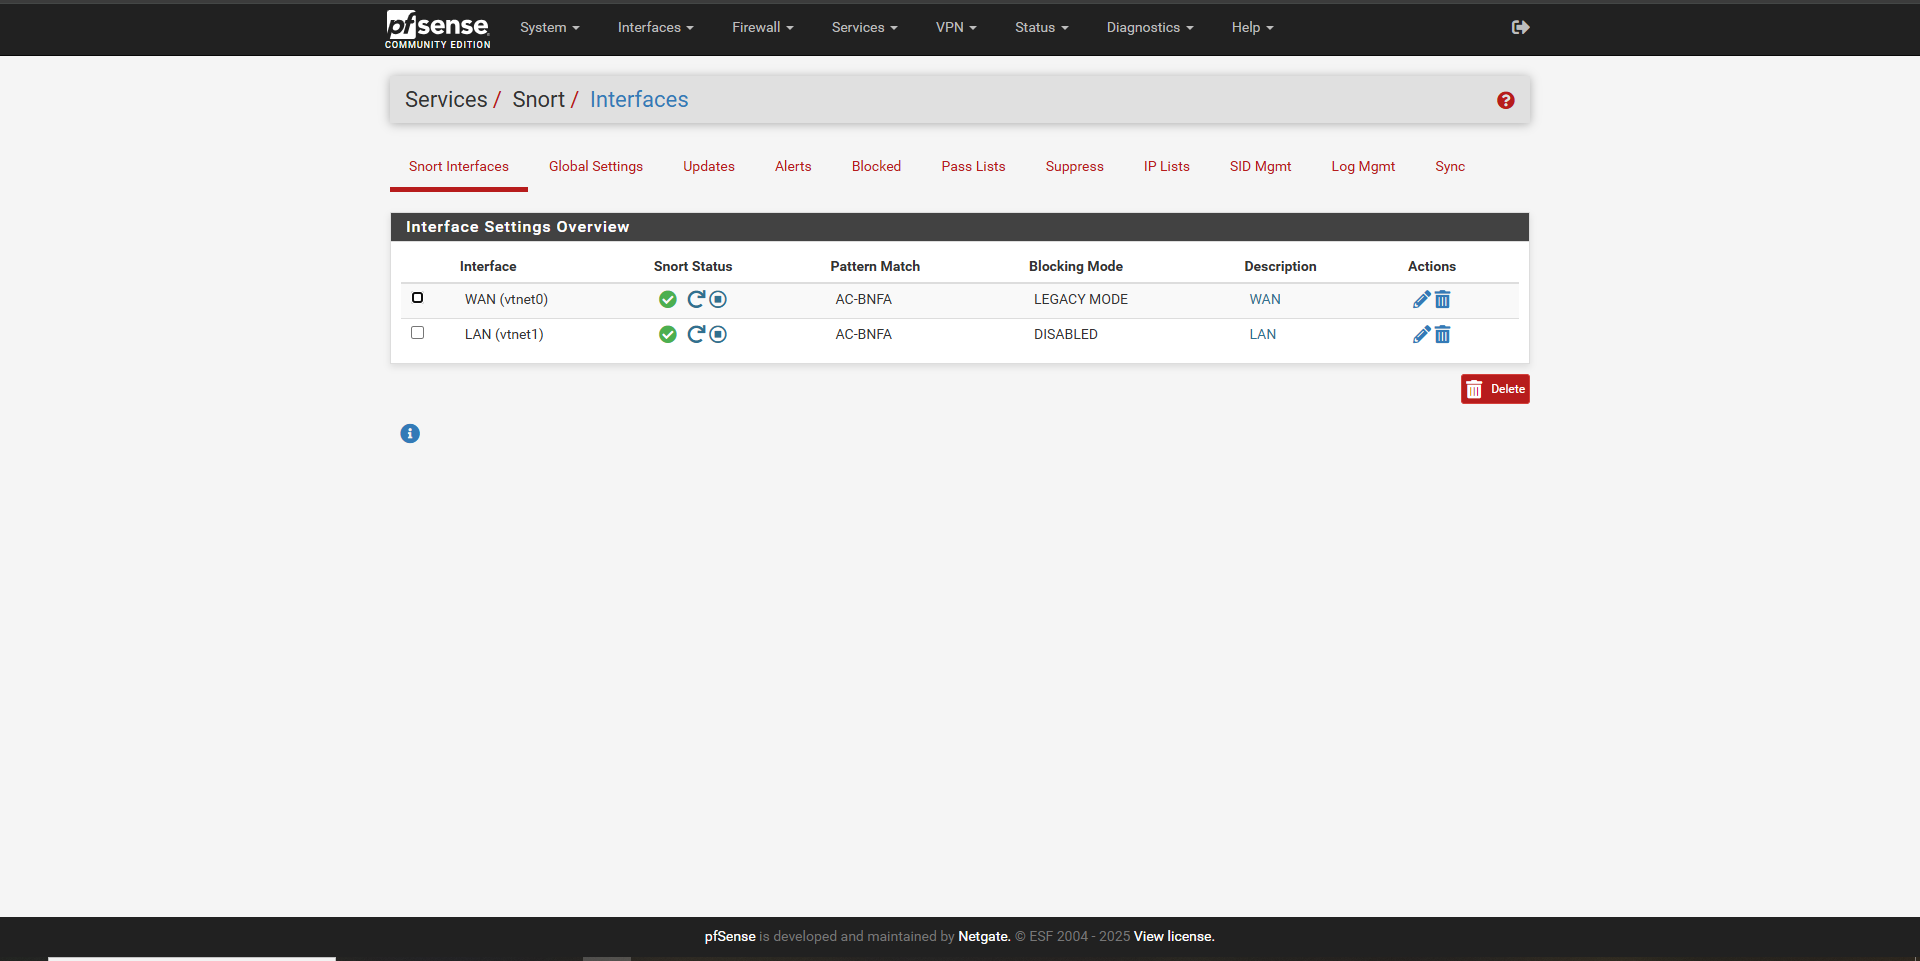 pfsense
COMMUNITY EDITION
System Interfaces Firewall Services VPN Status Diagnostics Help
Services / Snort / Interfaces
Snort Interfaces Global Settings Updates Alerts Blocked Pass Lists Suppress IP Lists SID Mgmt Log Mgmt Sync
Interface Settings Overview
Interface Snort Status Pattern Match Blocking Mode Description Actions
WAN (vtnet0) AC-BNFA LEGACY MODE WAN
LAN (vtnet1) AC-BNFA DISABLED LAN
Delete
pfSense is developed and maintained by Netgate. © ESF 2004 - 2025 View license.